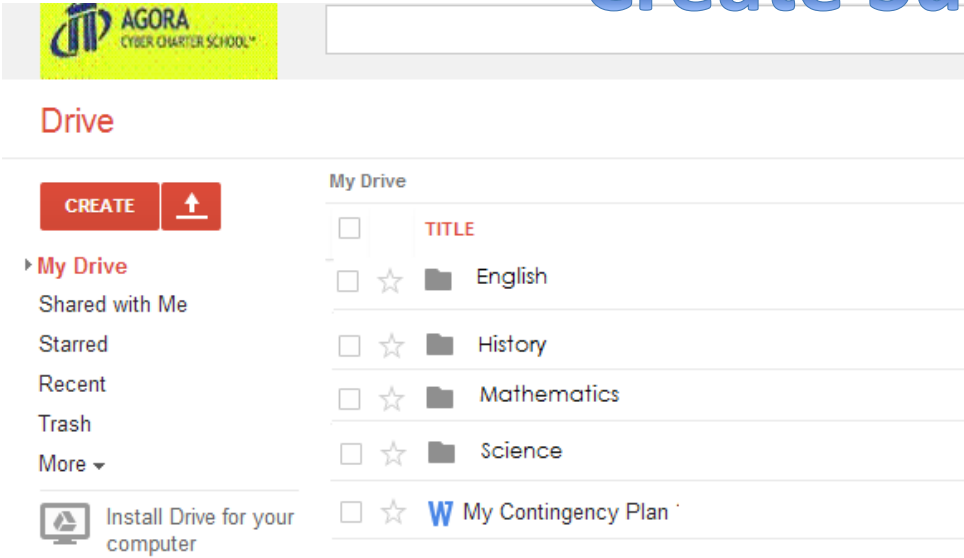 Create
AGORA
CYBER CHARTER SCHOOL™
Drive
CREATE
My Drive
Shared with Me
Starred
Recent
Trash
More
Install Drive for your
computer
My Drive
TITLE
English
History
Mathematics
Science
W My Contingency Plan